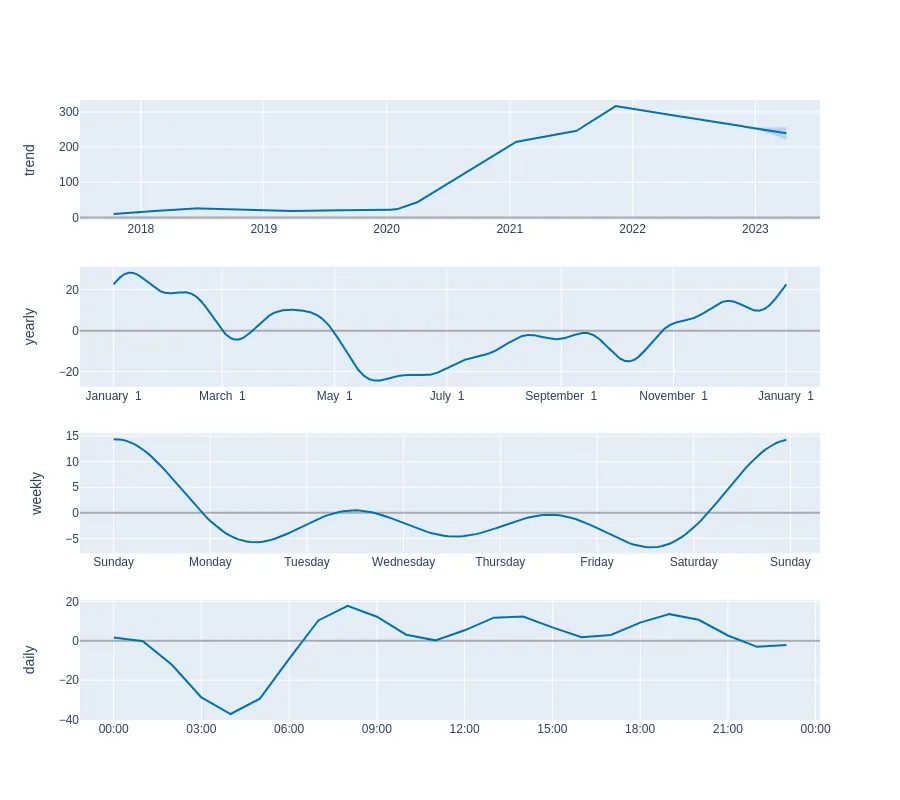 trend
300
200
100
0
2018 2019 2020 2021 2022 2023
yearly
20
0
−20
January 1 March 1 May 1 July 1 September 1 November 1 January 1
weekly
15
10
5
0
−5
Sunday Monday Tuesday Wednesday Thursday Friday Saturday Sunday
daily
20
0
−20
−40
00:00 03:00 06:00 09:00 12:00 15:00 18:00 21:00 00:00